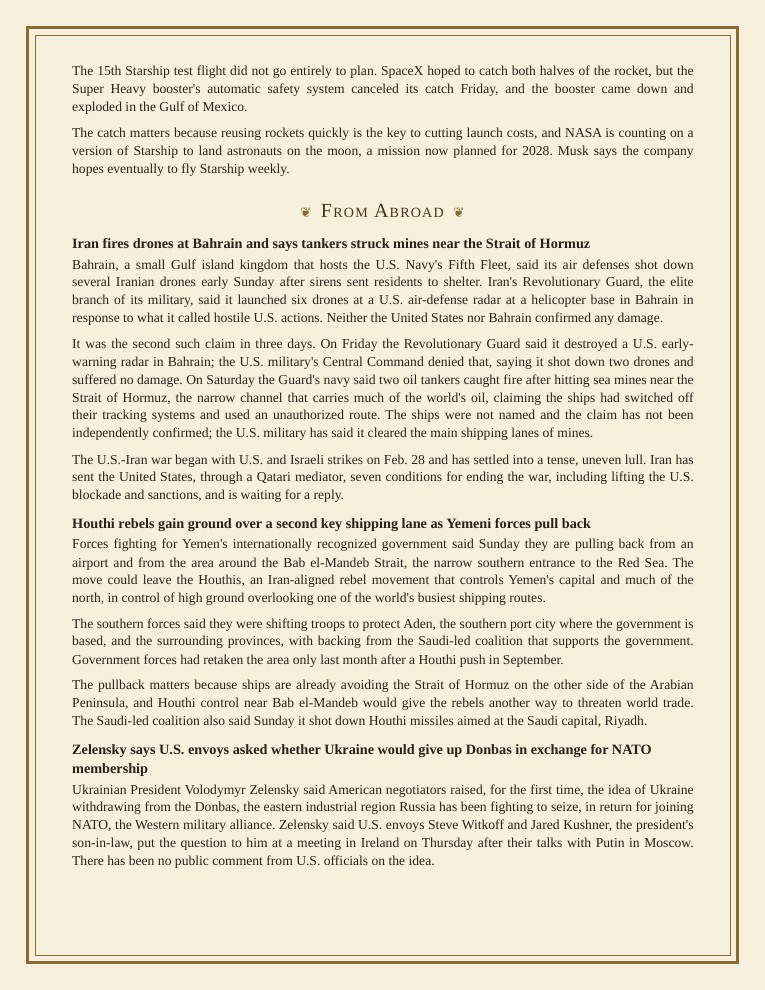 The 15th Starship test flight did not go entirely to plan. SpaceX hoped to catch both halves of the rocket, but the
Super Heavy booster's automatic safety system canceled its catch Friday, and the booster came down and
exploded in the Gulf of Mexico.
The catch matters because reusing rockets quickly is the key to cutting launch costs, and NASA is counting on a
version of Starship to land astronauts on the moon, a mission now planned for 2028. Musk says the company
hopes eventually to fly Starship weekly.
❦ From Abroad ❦
Iran fires drones at Bahrain and says tankers struck mines near the Strait of Hormuz
Bahrain, a small Gulf island kingdom that hosts the U.S. Navy's Fifth Fleet, said its air defenses shot down
several Iranian drones early Sunday after sirens sent residents to shelter. Iran's Revolutionary Guard, the elite
branch of its military, said it launched six drones at a U.S. air-defense radar at a helicopter base in Bahrain in
response to what it called hostile U.S. actions. Neither the United States nor Bahrain confirmed any damage.
It was the second such claim in three days. On Friday the Revolutionary Guard said it destroyed a U.S. early-
warning radar in Bahrain; the U.S. military's Central Command denied that, saying it shot down two drones and
suffered no damage. On Saturday the Guard's navy said two oil tankers caught fire after hitting sea mines near the
Strait of Hormuz, the narrow channel that carries much of the world's oil, claiming the ships had switched off
their tracking systems and used an unauthorized route. The ships were not named and the claim has not been
independently confirmed; the U.S. military has said it cleared the main shipping lanes of mines.
The U.S.-Iran war began with U.S. and Israeli strikes on Feb. 28 and has settled into a tense, uneven lull. Iran has
sent the United States, through a Qatari mediator, seven conditions for ending the war, including lifting the U.S.
blockade and sanctions, and is waiting for a reply.
Houthi rebels gain ground over a second key shipping lane as Yemeni forces pull back
Forces fighting for Yemen's internationally recognized government said Sunday they are pulling back from an
airport and from the area around the Bab el-Mandeb Strait, the narrow southern entrance to the Red Sea. The
move could leave the Houthis, an Iran-aligned rebel movement that controls Yemen's capital and much of the
north, in control of high ground overlooking one of the world's busiest shipping routes.
The southern forces said they were shifting troops to protect Aden, the southern port city where the government is
based, and the surrounding provinces, with backing from the Saudi-led coalition that supports the government.
Government forces had retaken the area only last month after a Houthi push in September.
The pullback matters because ships are already avoiding the Strait of Hormuz on the other side of the Arabian
Peninsula, and Houthi control near Bab el-Mandeb would give the rebels another way to threaten world trade.
The Saudi-led coalition also said Sunday it shot down Houthi missiles aimed at the Saudi capital, Riyadh.
Zelensky says U.S. envoys asked whether Ukraine would give up Donbas in exchange for NATO
membership
Ukrainian President Volodymyr Zelensky said American negotiators raised, for the first time, the idea of Ukraine
withdrawing from the Donbas, the eastern industrial region Russia has been fighting to seize, in return for joining
NATO, the Western military alliance. Zelensky said U.S. envoys Steve Witkoff and Jared Kushner, the president's
son-in-law, put the question to him at a meeting in Ireland on Thursday after their talks with Putin in Moscow.
There has been no public comment from U.S. officials on the idea.